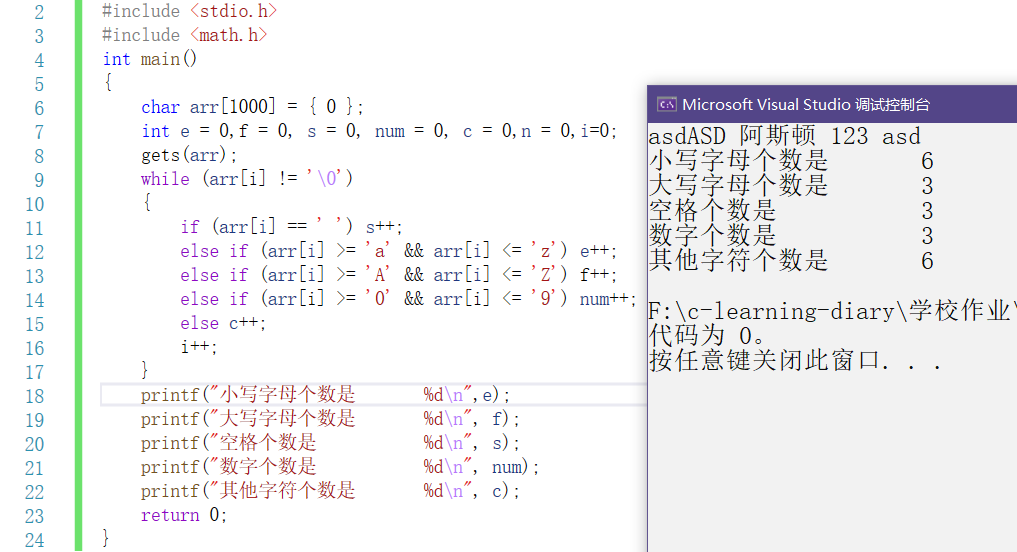 2 #include <stdio.h>
3 #include <math.h>
4 int main()
5 {
6 char arr[1000] = { 0 };
7 int e = 0,f = 0, s = 0, num = 0, c = 0,n = 0,i=0;
8 gets(arr);
9 while (arr[i] != '\0')
10 {
11 if (arr[i] == ' ') s++;
12 else if (arr[i] >= 'a' && arr[i] <= 'z') e++;
13 else if (arr[i] >= 'A' && arr[i] <= 'Z') f++;
14 else if (arr[i] >= '0' && arr[i] <= '9') num++;
15 else c++;
16 i++;
17 }
18 printf("小写字母个数是       %d\n",e);
19 printf("大写字母个数是       %d\n", f);
20 printf("空格个数是           %d\n", s);
21 printf("数字个数是           %d\n", num);
22 printf("其他字符个数是       %d\n", c);
23 return 0;
24 }
Microsoft Visual Studio 调试控制台
asdASD 阿斯顿 123 asd
小写字母个数是       6
大写字母个数是       3
空格个数是           3
数字个数是           3
其他字符个数是       6
F:\c-learning-diary\学校作业\
代码为 0。
按任意键关闭此窗口. . .